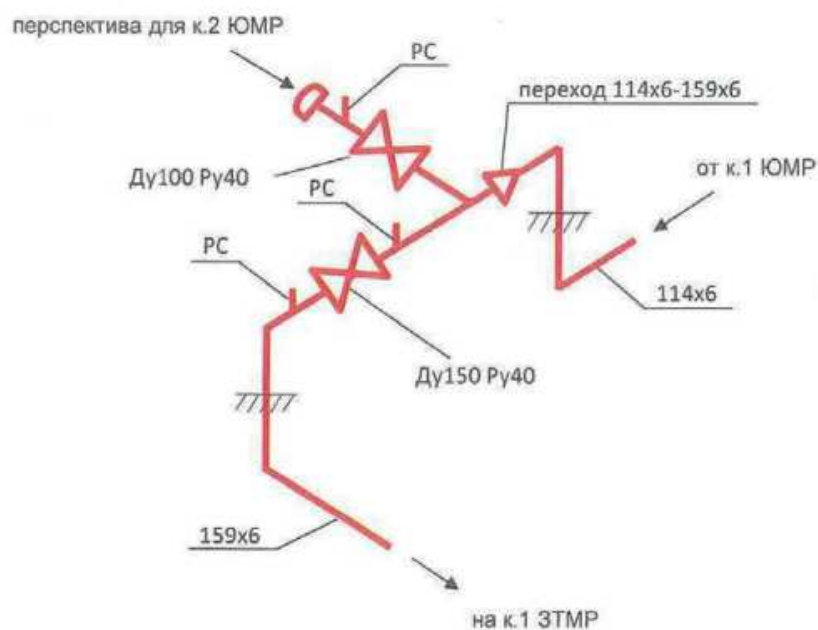 перспектива для к.2 ЮМР
РС
переход 114х6-159х6
Ду100 Ру40
РС
от к.1 ЮМР
РС
114х6
Ду150 Ру40
159х6
на к.1 ЗТМР